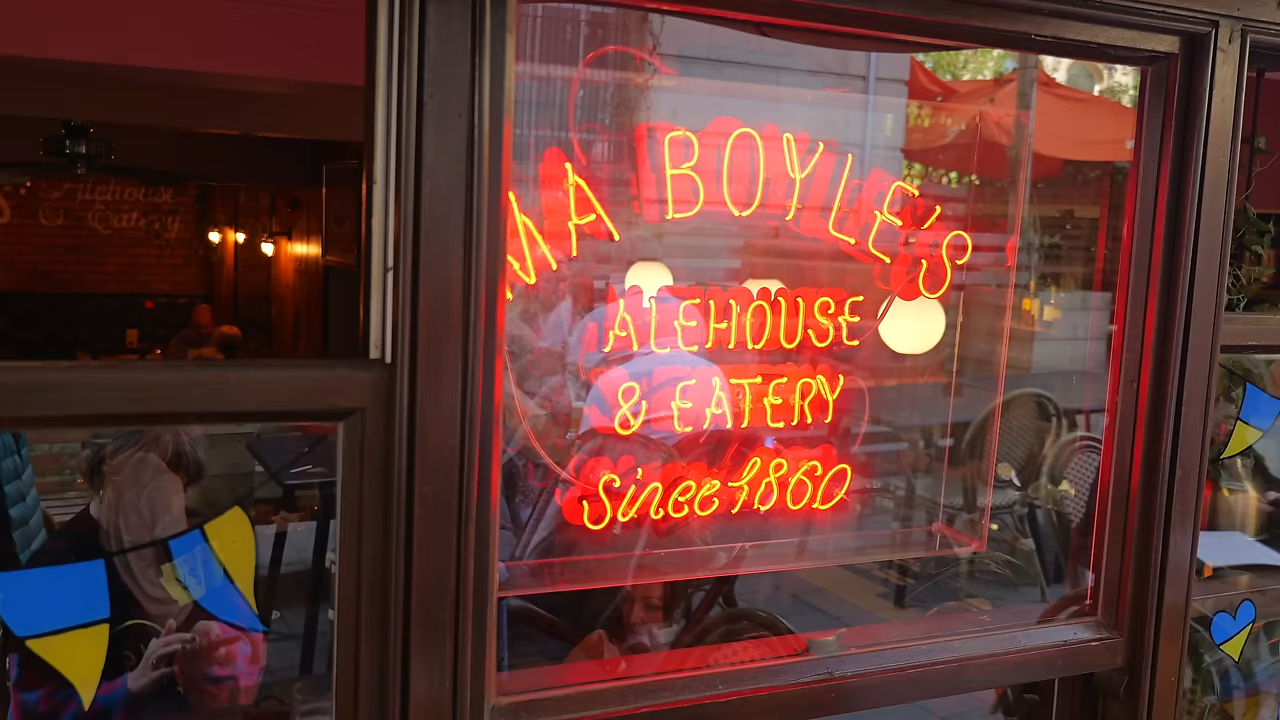 MA BOYLE'S
ALEHOUSE
& EATERY
Since 1860
Alehouse
Eatery